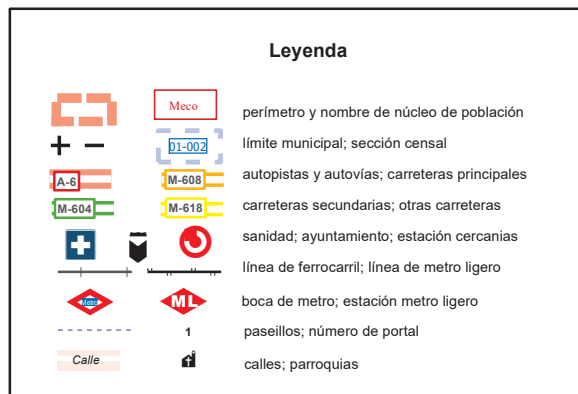 Leyenda
Meco
perímetro y nombre de núcleo de población
01-002
límite municipal; sección censal
A-6
M-608
autopistas y autovías; carreteras principales
M-604
M-618
carreteras secundarias; otras carreteras
sanidad; ayuntamiento; estación cercanias
línea de ferrocarril; línea de metro ligero
Metro
ML
boca de metro; estación metro ligero
1
paseillos; número de portal
Calle
calles; parroquias